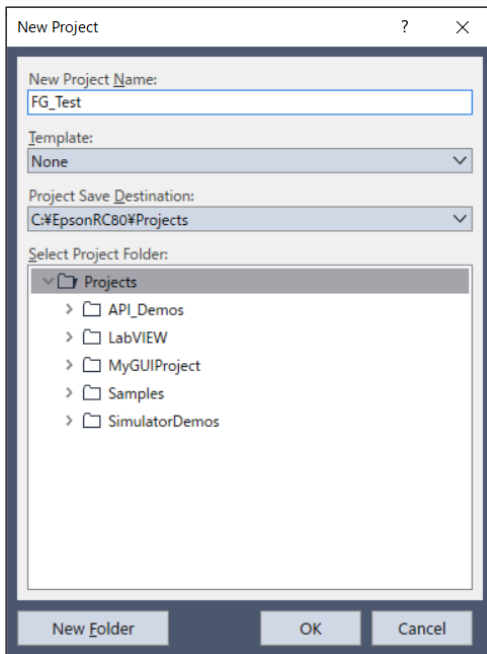 New Project
?
New Project Name:
FG_Test
Template:
None
Project Save Destination:
C:¥EpsonRC80¥Projects
Select Project Folder:
Projects
API_Demos
LabVIEW
MyGUIProject
Samples
SimulatorDemos
New Folder OK Cancel